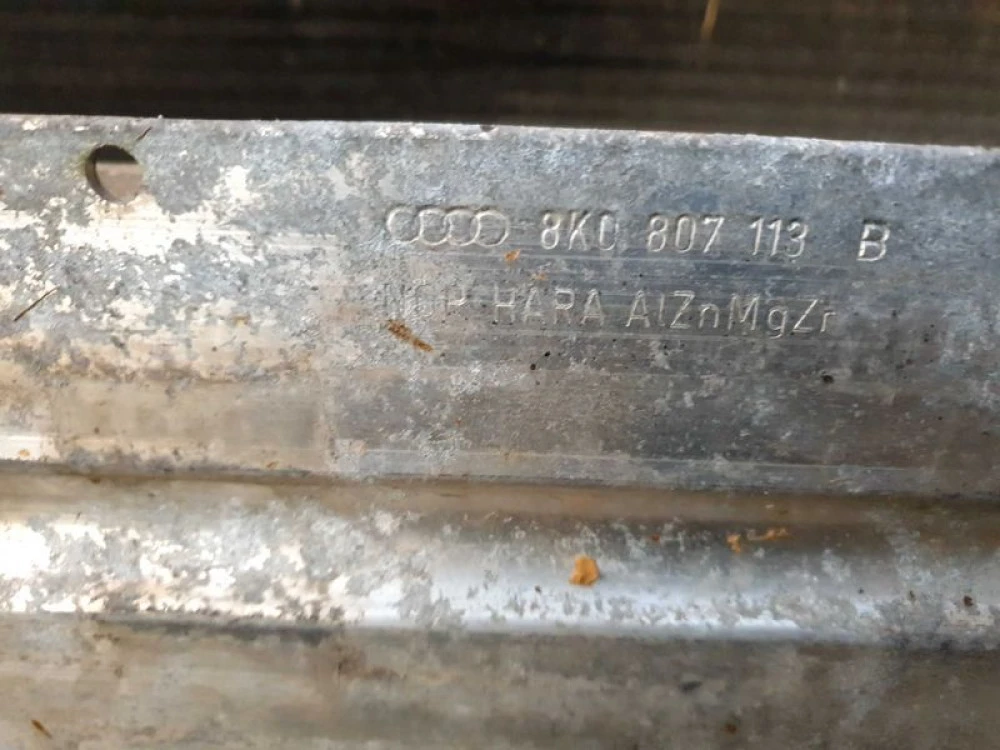 8K0 807 113 B
HARA AlZnMgZr